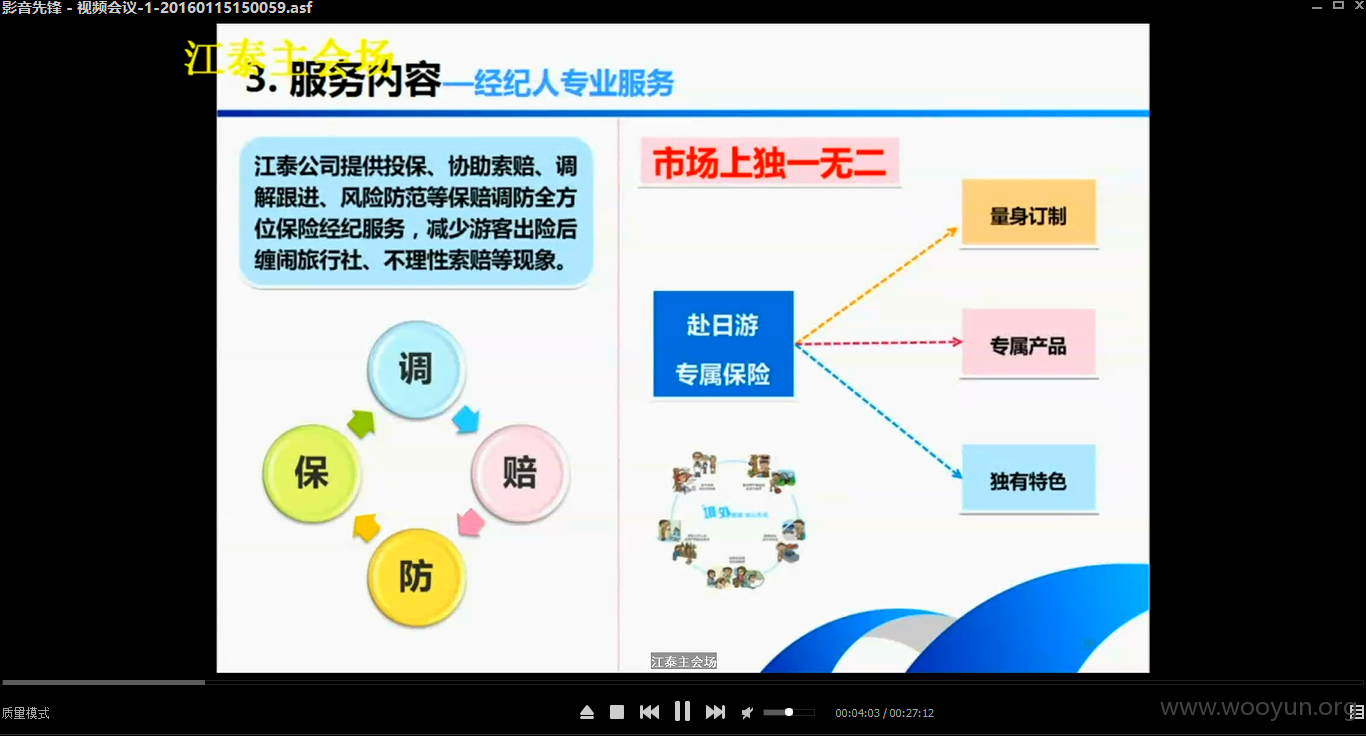 影音先锋 - 视频会议-1-20160115150059.asf
江泰主会场
3. 服务内容—经纪人专业服务
江泰公司提供投保、协助索赔、调
解跟进、风险防范等保赔调防全方
位保险经纪服务，减少游客出险后
缠闹旅行社、不理性索赔等现象。
调
保
赔
防
市场上独一无二
赴日游
专属保险
量身订制
专属产品
独有特色
境外
江泰主会场
质量模式
00:04:03 / 00:27:12
www.wooyun.org